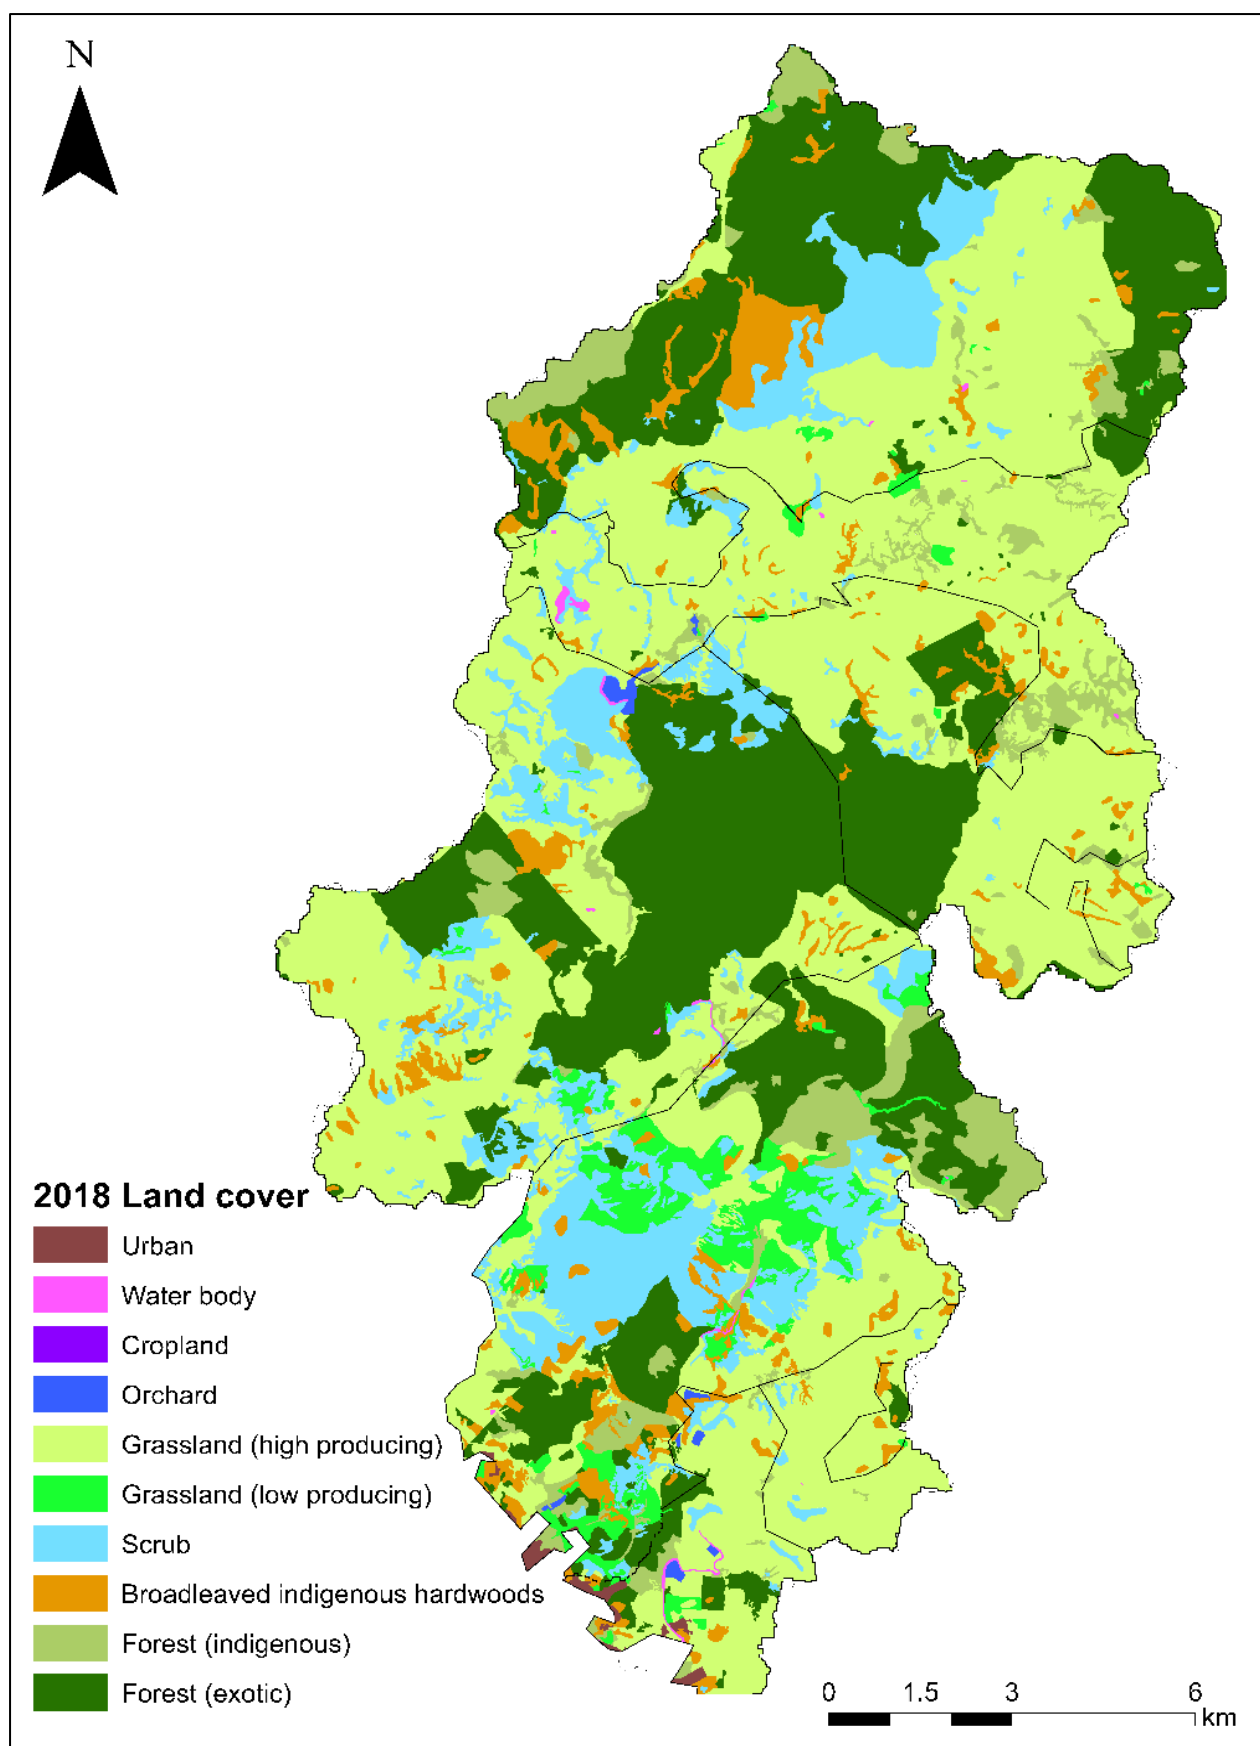 N
2018 Land cover
Urban
Water body
Cropland
Orchard
Grassland (high producing)
Grassland (low producing)
Scrub
Broadleaved indigenous hardwoods
Forest (indigenous)
Forest (exotic)
0 1.5 3 6
km